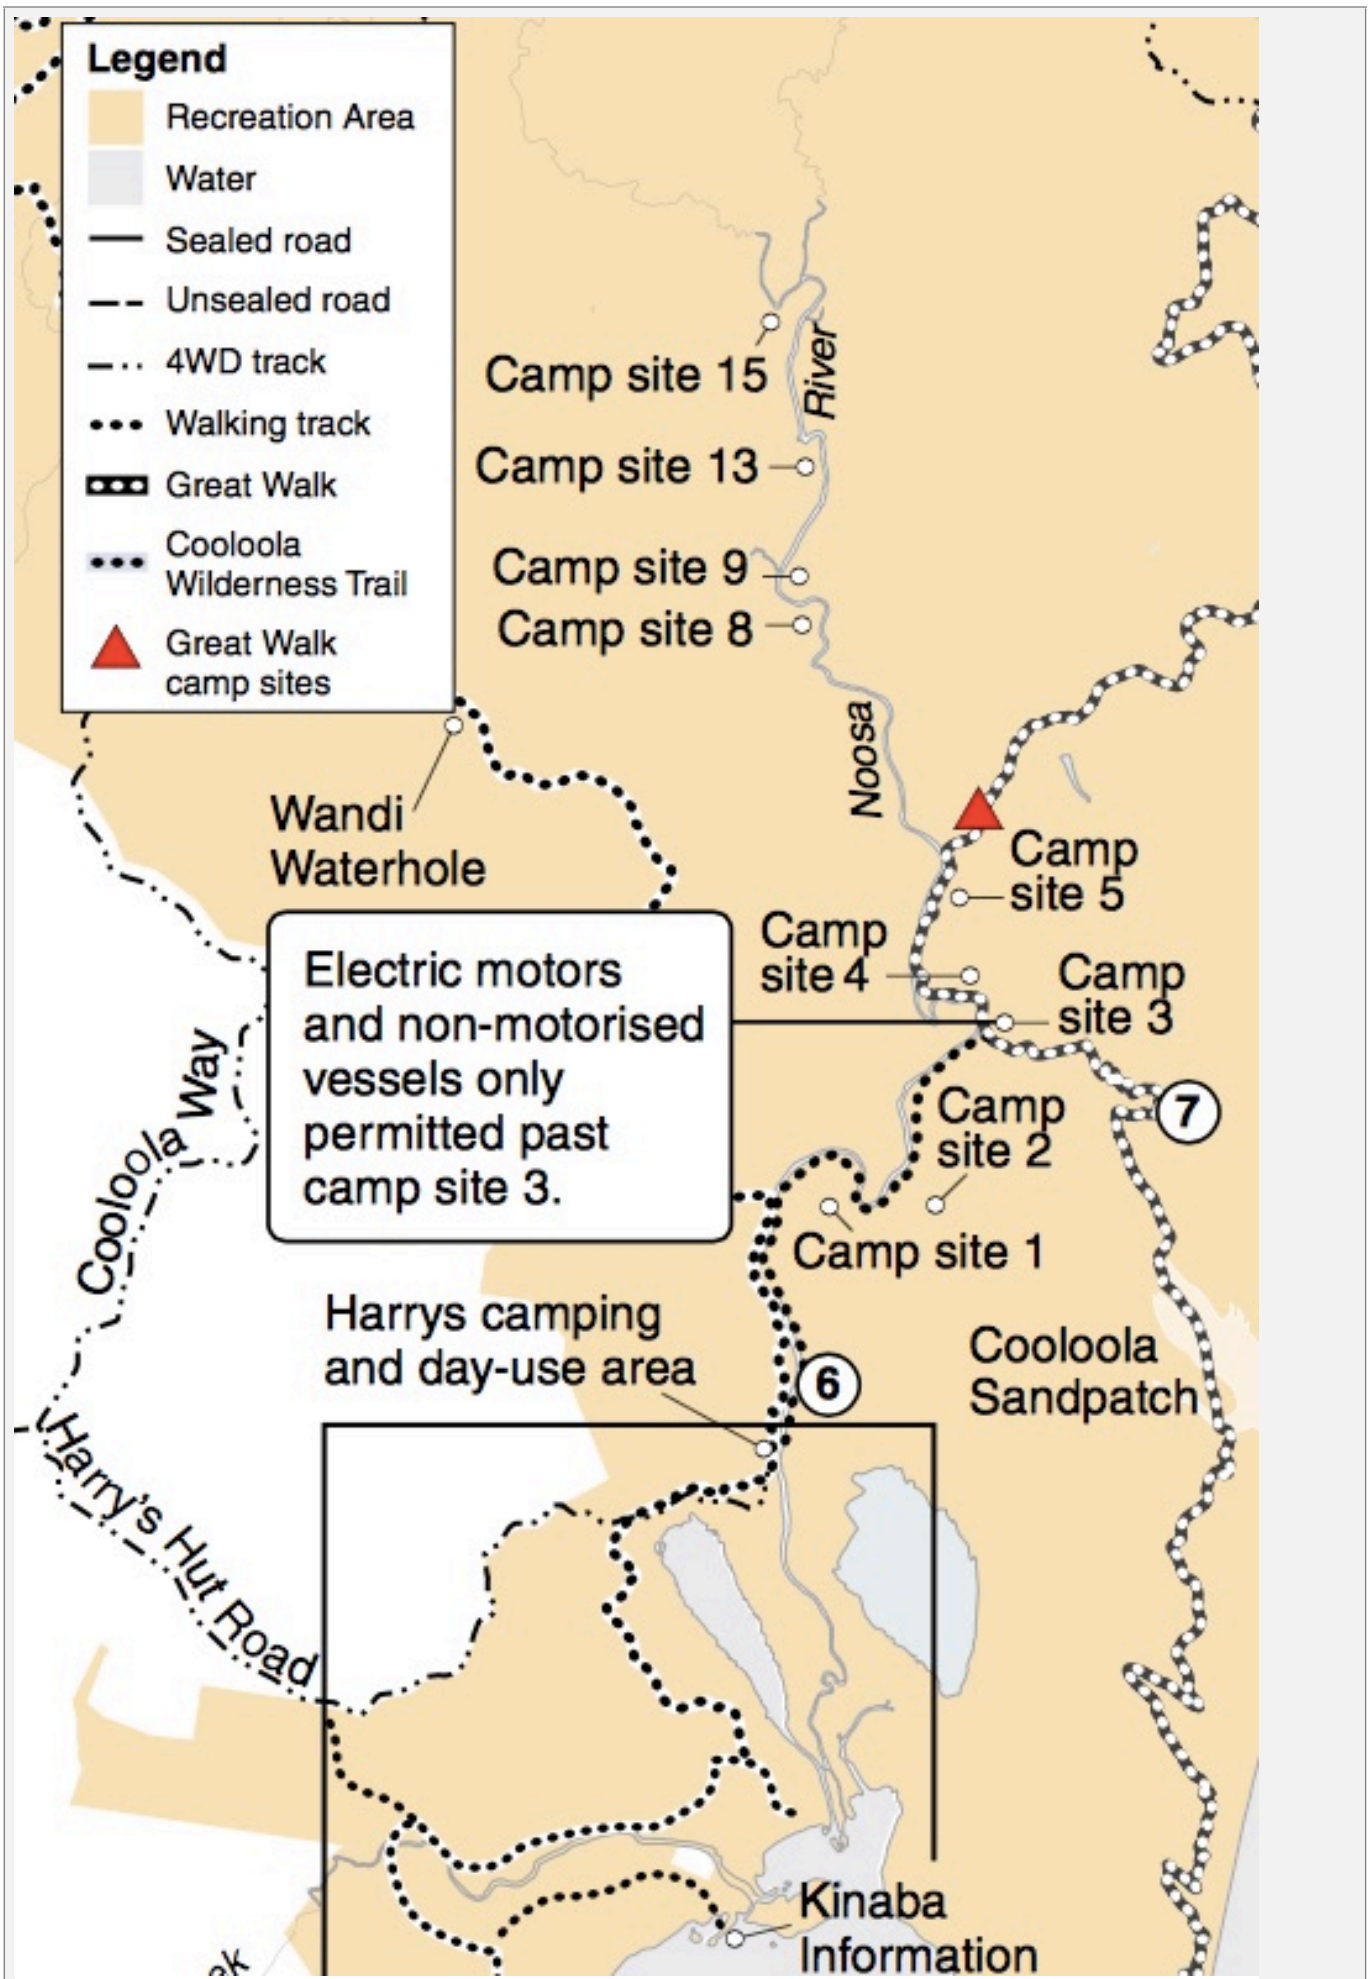 Legend
Recreation Area
Water
Sealed road
Unsealed road
4WD track
Walking track
Great Walk
Cooloola
Wilderness Trail
Great Walk
camp sites
Camp site 15
River
Camp site 13
Camp site 9
Camp site 8
Noosa
Wandi
Waterhole
Camp
site 5
Camp
site 4
Camp
site 3
Electric motors
and non-motorised
vessels only
permitted past
camp site 3.
Cooloola Way
7
Camp
site 2
Camp site 1
Harrys camping
and day-use area
6
Cooloola
Sandpatch
Harry's Hut Road
Kinaba
Information